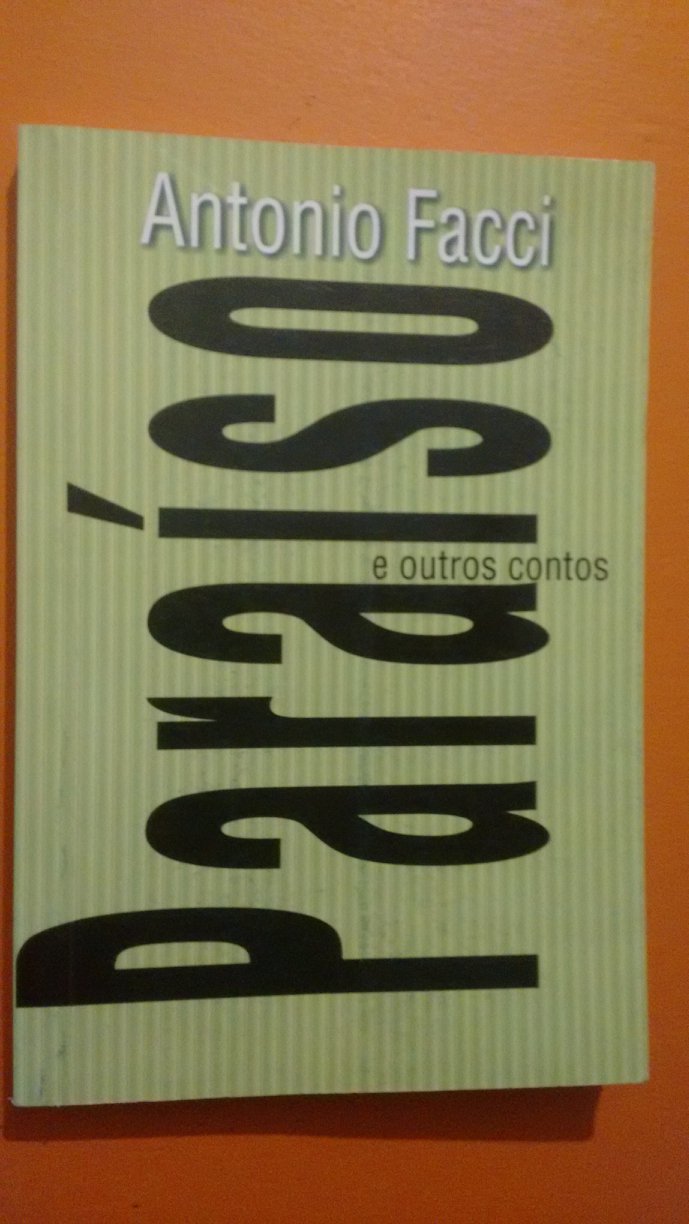 Antonio Facci
Paraíso
e outros contos